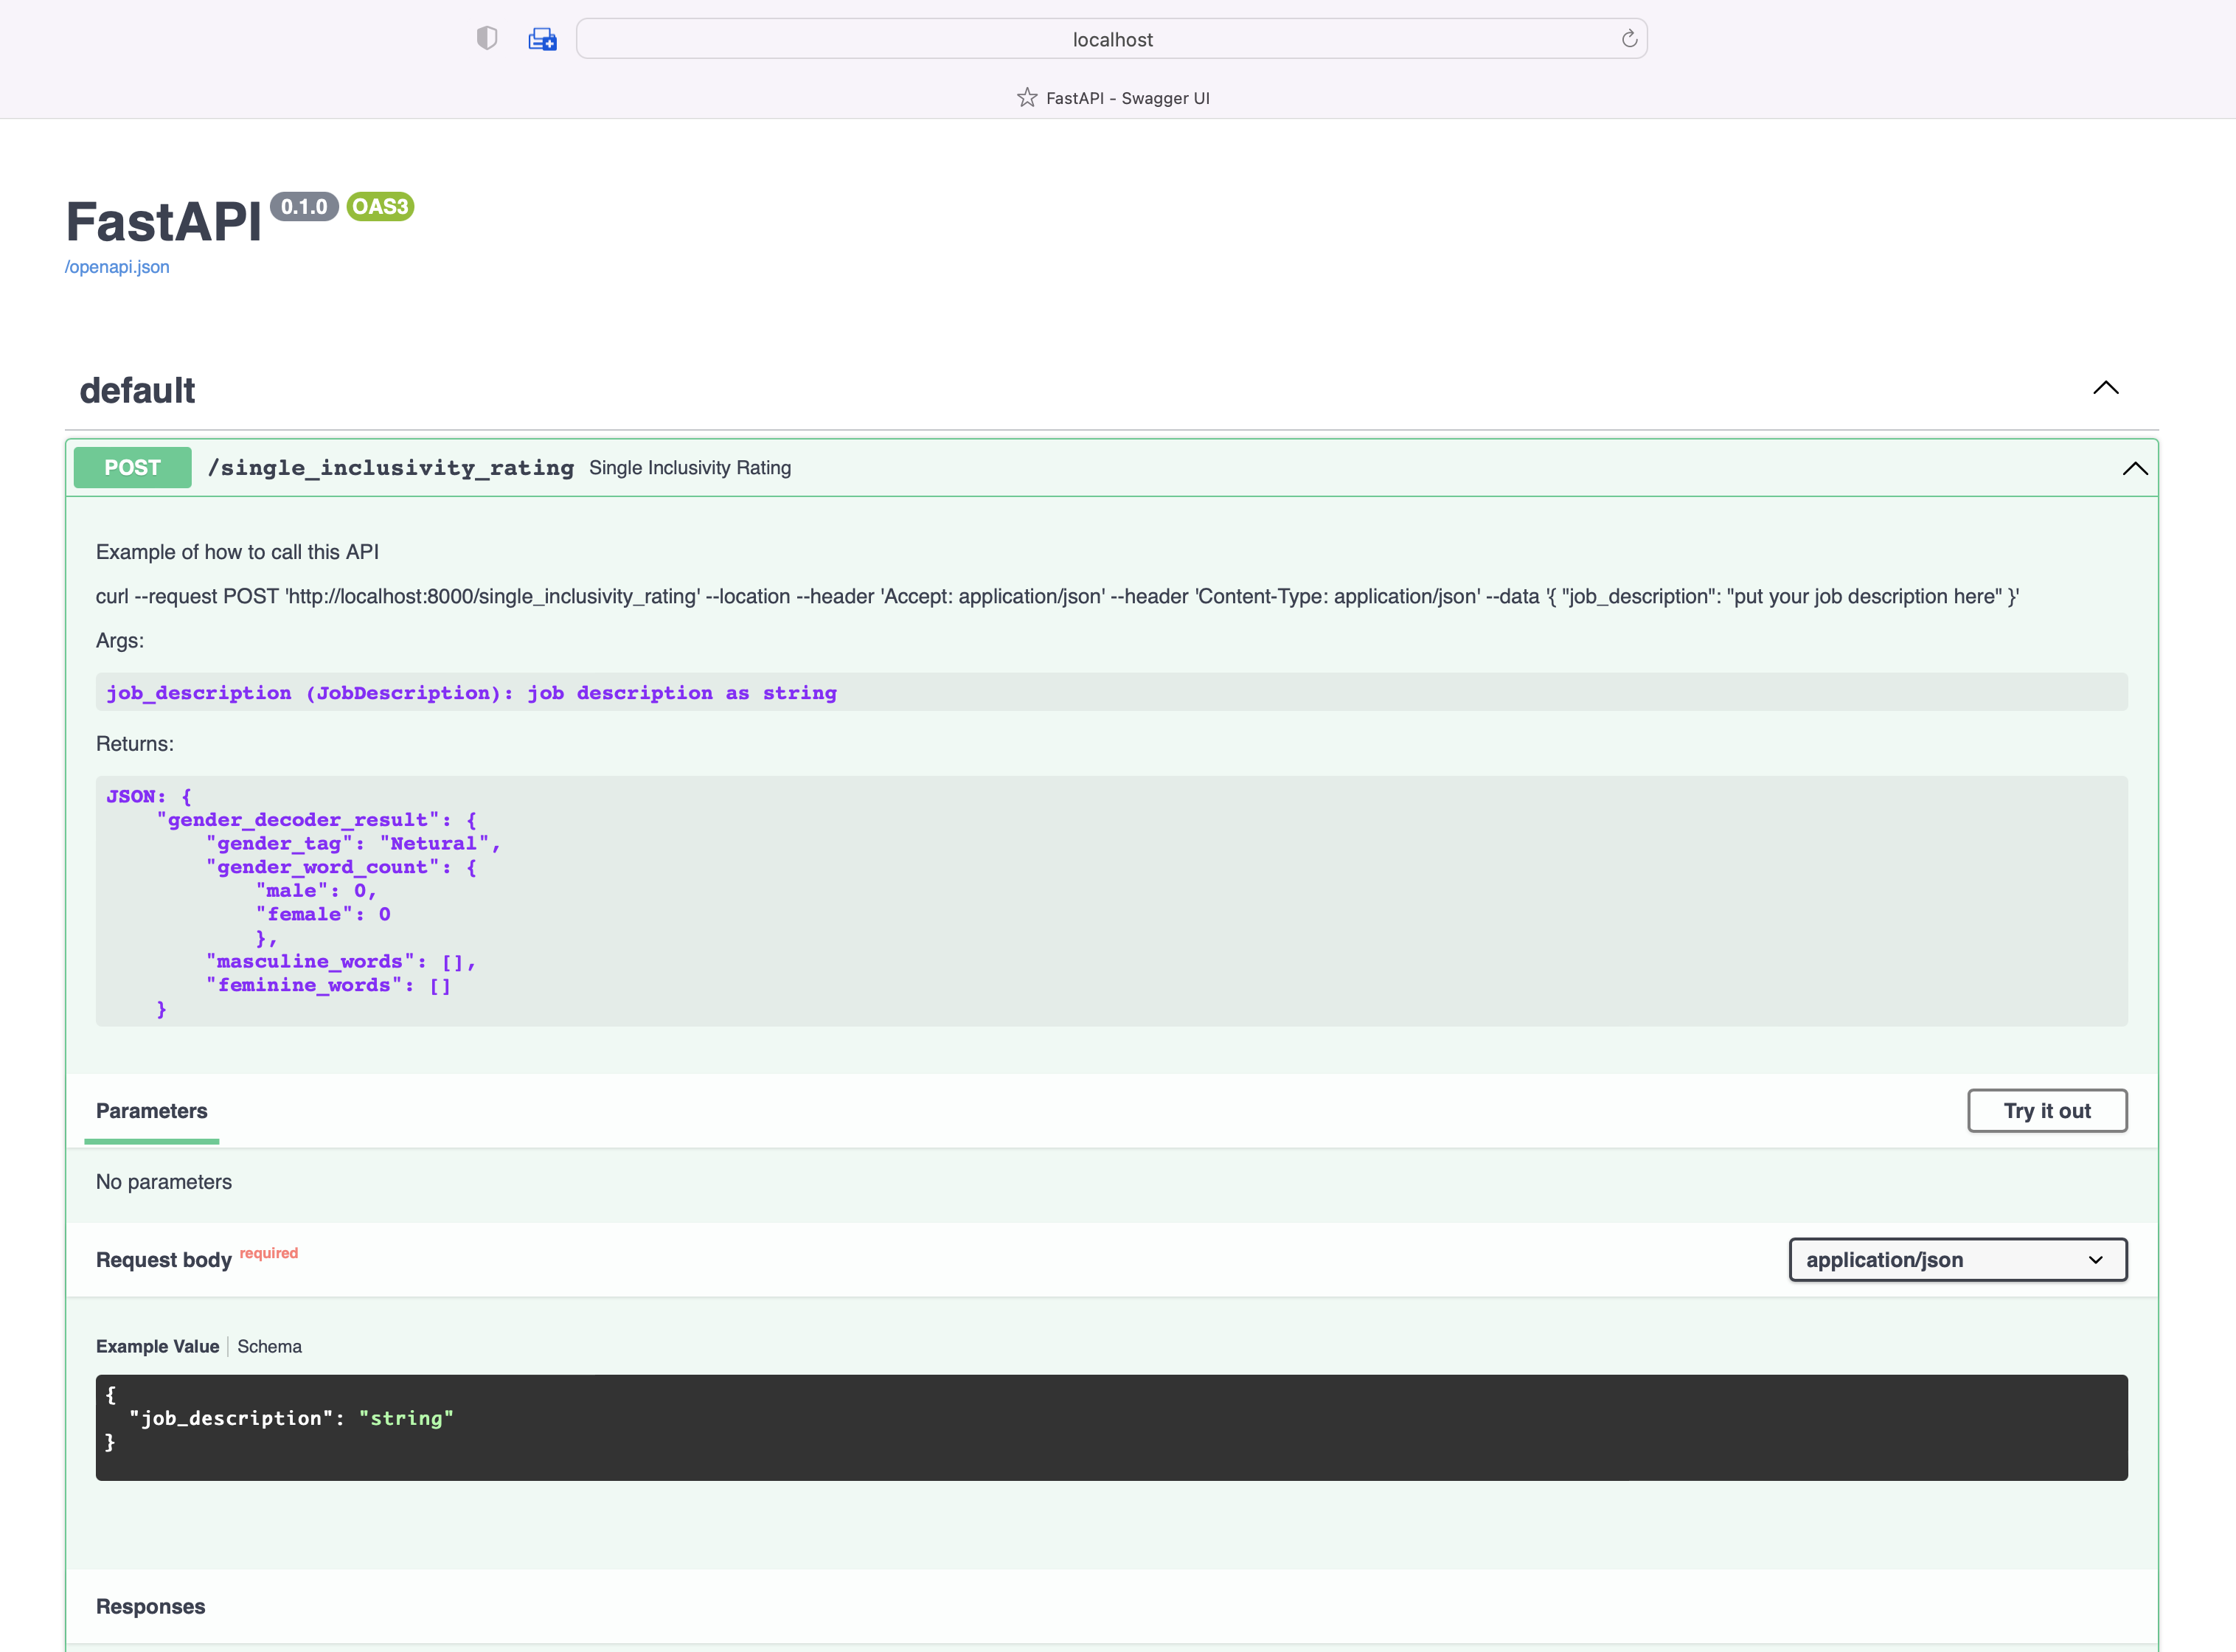 localhost
FastAPI - Swagger UI
FastAPI 0.1.0 OAS3
/openapi.json
default
POST /single_inclusivity_rating Single Inclusivity Rating
Example of how to call this API
curl --request POST 'http://localhost:8000/single_inclusivity_rating' --location --header 'Accept: application/json' --header 'Content-Type: application/json' --data '{ "job_description": "put your job description here" }'
Args:
job_description (JobDescription): job description as string
Returns:
JSON: {
    "gender_decoder_result": {
        "gender_tag": "Netural",
        "gender_word_count": {
            "male": 0,
            "female": 0
            },
        "masculine_words": [],
        "feminine_words": []
    }
Parameters
Try it out
No parameters
Request body required
application/json
Example Value Schema
{
  "job_description": "string"
}
Responses